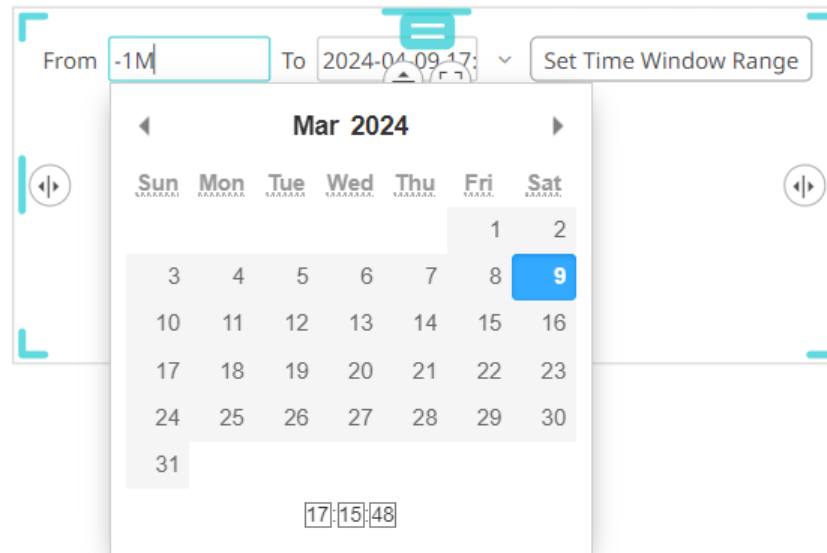 From -1M To 2024-04-09 17: Set Time Window Range
Mar 2024
Sun Mon Tue Wed Thu Fri Sat
1 2
3 4 5 6 7 8 9
10 11 12 13 14 15 16
17 18 19 20 21 22 23
24 25 26 27 28 29 30
31
17:15:48